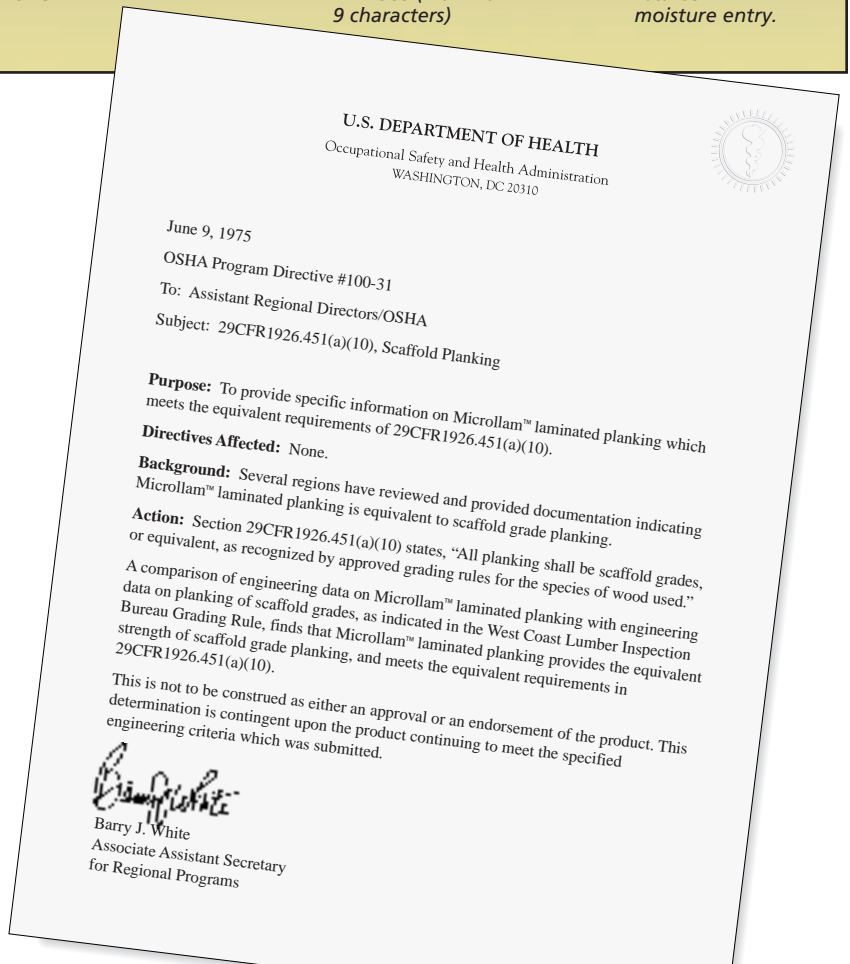 9 characters)
moisture entry.
U.S. DEPARTMENT OF HEALTH
Occupational Safety and Health Administration
WASHINGTON, DC 20310
June 9, 1975
OSHA Program Directive #100-31
To: Assistant Regional Directors/OSHA
Subject: 29CFR1926.451(a)(10), Scaffold Planking
Purpose: To provide specific information on Microllam™ laminated planking which
meets the equivalent requirements of 29CFR1926.451(a)(10).
Directives Affected: None.
Background: Several regions have reviewed and provided documentation indicating
Microllam™ laminated planking is equivalent to scaffold grade planking.
Action: Section 29CFR1926.451(a)(10) states, “All planking shall be scaffold grades,
or equivalent, as recognized by approved grading rules for the species of wood used.”
A comparison of engineering data on Microllam™ laminated planking with engineering
data on planking of scaffold grades, as indicated in the West Coast Lumber Inspection
Bureau Grading Rule, finds that Microllam™ laminated planking provides the equivalent
strength of scaffold grade planking, and meets the equivalent requirements in
29CFR1926.451(a)(10).
This is not to be construed as either an approval or an endorsement of the product. This
determination is contingent upon the product continuing to meet the specified
engineering criteria which was submitted.
Barry J. White
Associate Assistant Secretary
for Regional Programs